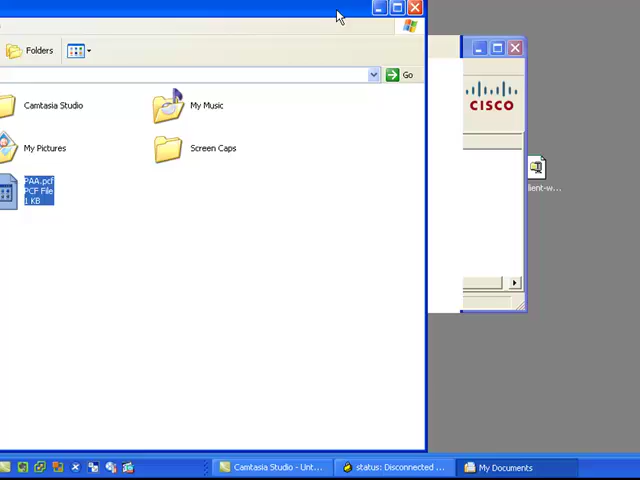 Folders
Go
CISCO
Camtasia Studio
My Music
My Pictures
Screen Caps
PAA.pcf
PCF File
1 KB
lient-w...
Camtasia Studio - Unt...
status: Disconnected ...
My Documents